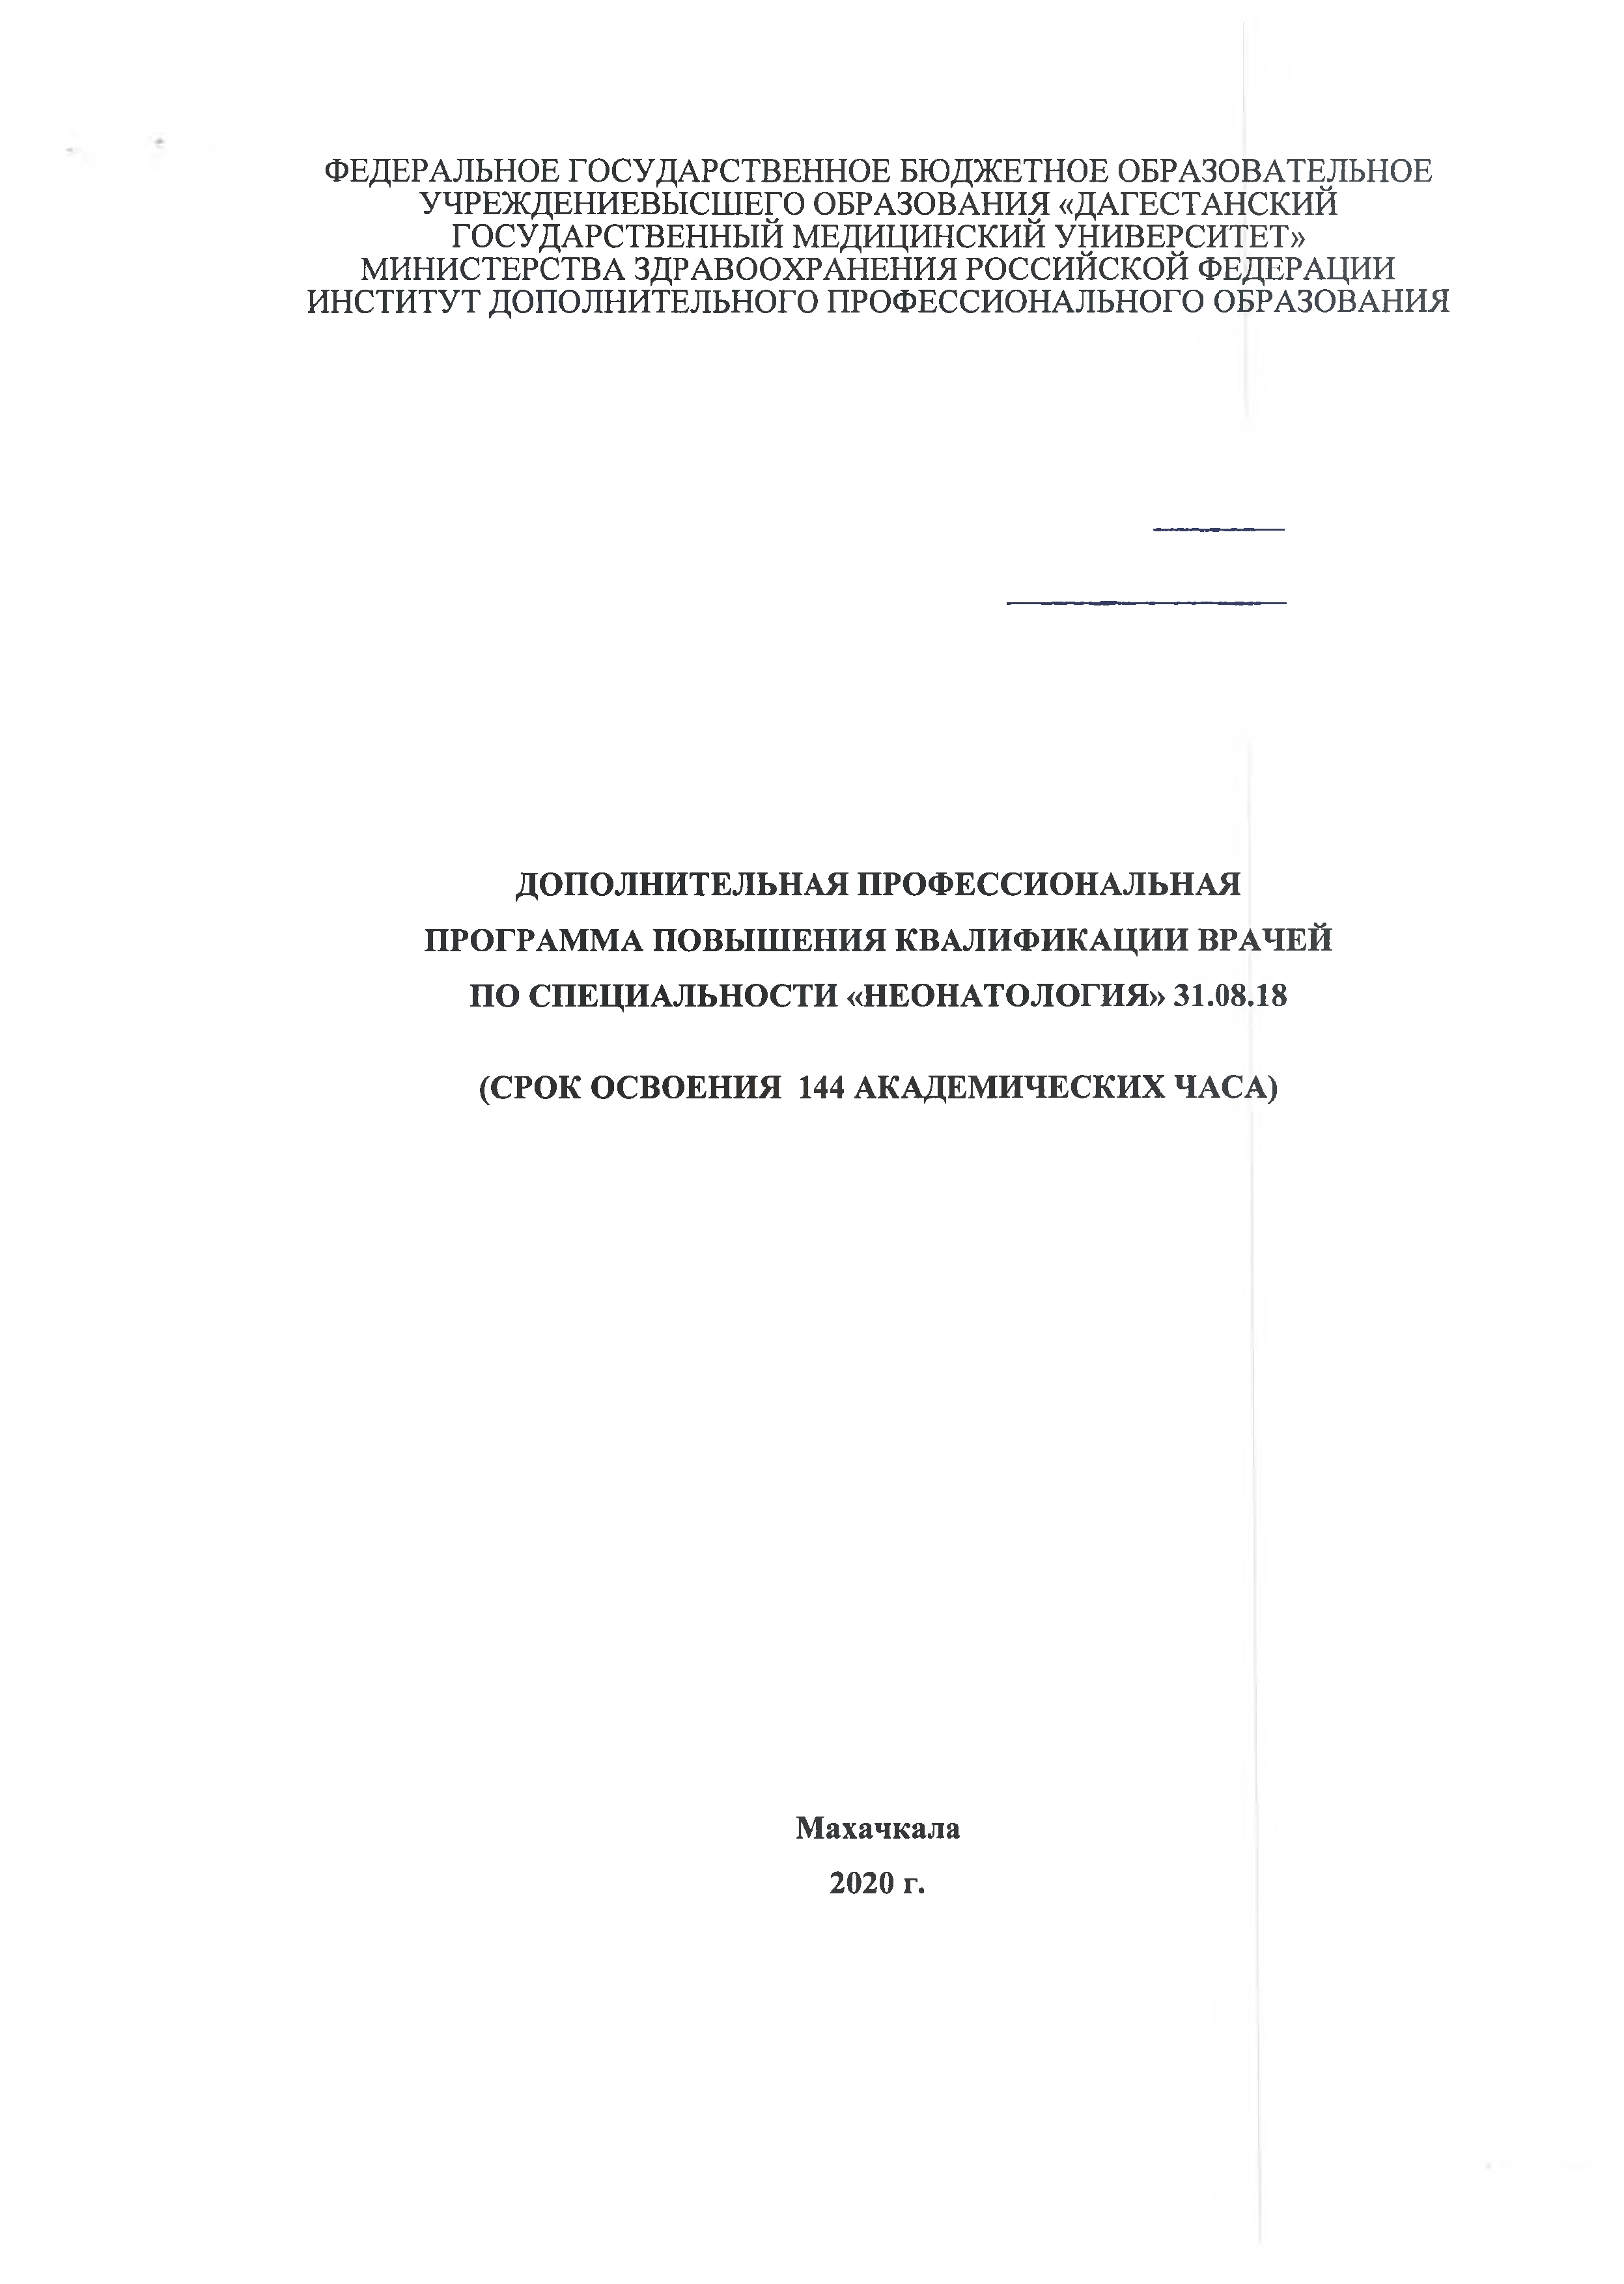 ФЕДЕРАЛЬНОЕ ГОСУДАРСТВЕННОЕ БЮДЖЕТНОЕ ОБРАЗОВАТЕЛЬНОЕ
УЧРЕЖДЕНИЕВЫСШЕГО ОБРАЗОВАНИЯ «ДАГЕСТАНСКИЙ
ГОСУДАРСТВЕННЫЙ МЕДИЦИНСКИЙ УНИВЕРСИТЕТ»
МИНИСТЕРСТВА ЗДРАВООХРАНЕНИЯ РОССИЙСКОЙ ФЕДЕРАЦИИ
ИНСТИТУТ ДОПОЛНИТЕЛЬНОГО ПРОФЕССИОНАЛЬНОГО ОБРАЗОВАНИЯ
ДОПОЛНИТЕЛЬНАЯ ПРОФЕССИОНАЛЬНАЯ
ПРОГРАММА ПОВЫШЕНИЯ КВАЛИФИКАЦИИ ВРАЧЕЙ
ПО СПЕЦИАЛЬНОСТИ «НЕОНАТОЛОГИЯ» 31.08.18
(СРОК ОСВОЕНИЯ 144 АКАДЕМИЧЕСКИХ ЧАСА)
Махачкала
2020 г.